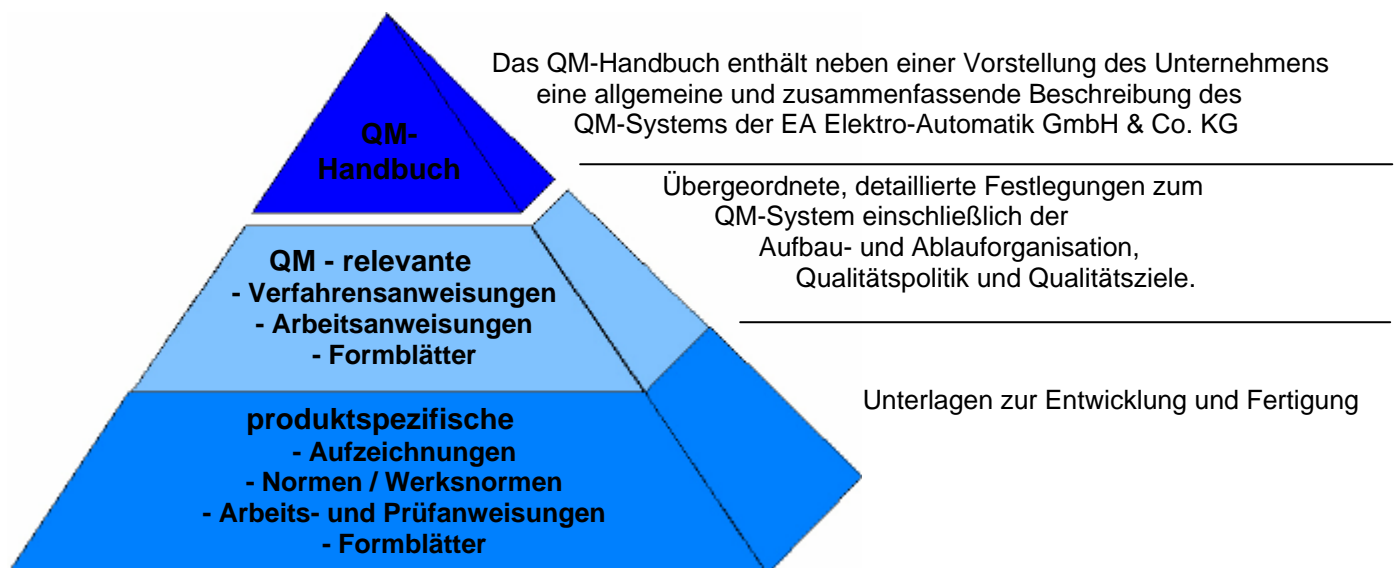 Das QM-Handbuch enthält neben einer Vorstellung des Unternehmens
eine allgemeine und zusammenfassende Beschreibung des
QM-Systems der EA Elektro-Automatik GmbH & Co. KG
QM-
Handbuch
Übergeordnete, detaillierte Festlegungen zum
QM-System einschließlich der
Aufbau- und Ablauforganisation,
Qualitätspolitik und Qualitätsziele.
QM - relevante
- Verfahrensanweisungen
- Arbeitsanweisungen
- Formblätter
Unterlagen zur Entwicklung und Fertigung
produktspezifische
- Aufzeichnungen
- Normen / Werksnormen
- Arbeits- und Prüfanweisungen
- Formblätter